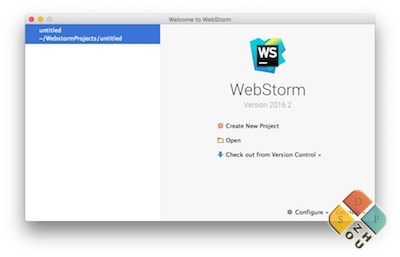 Welcome to WebStorm
untitled
~/WebstormProjects/untitled
WS
WebStorm
Version 2016.2
Create New Project
Open
Check out from Version Control
Configure
D
S
F
ZHOU